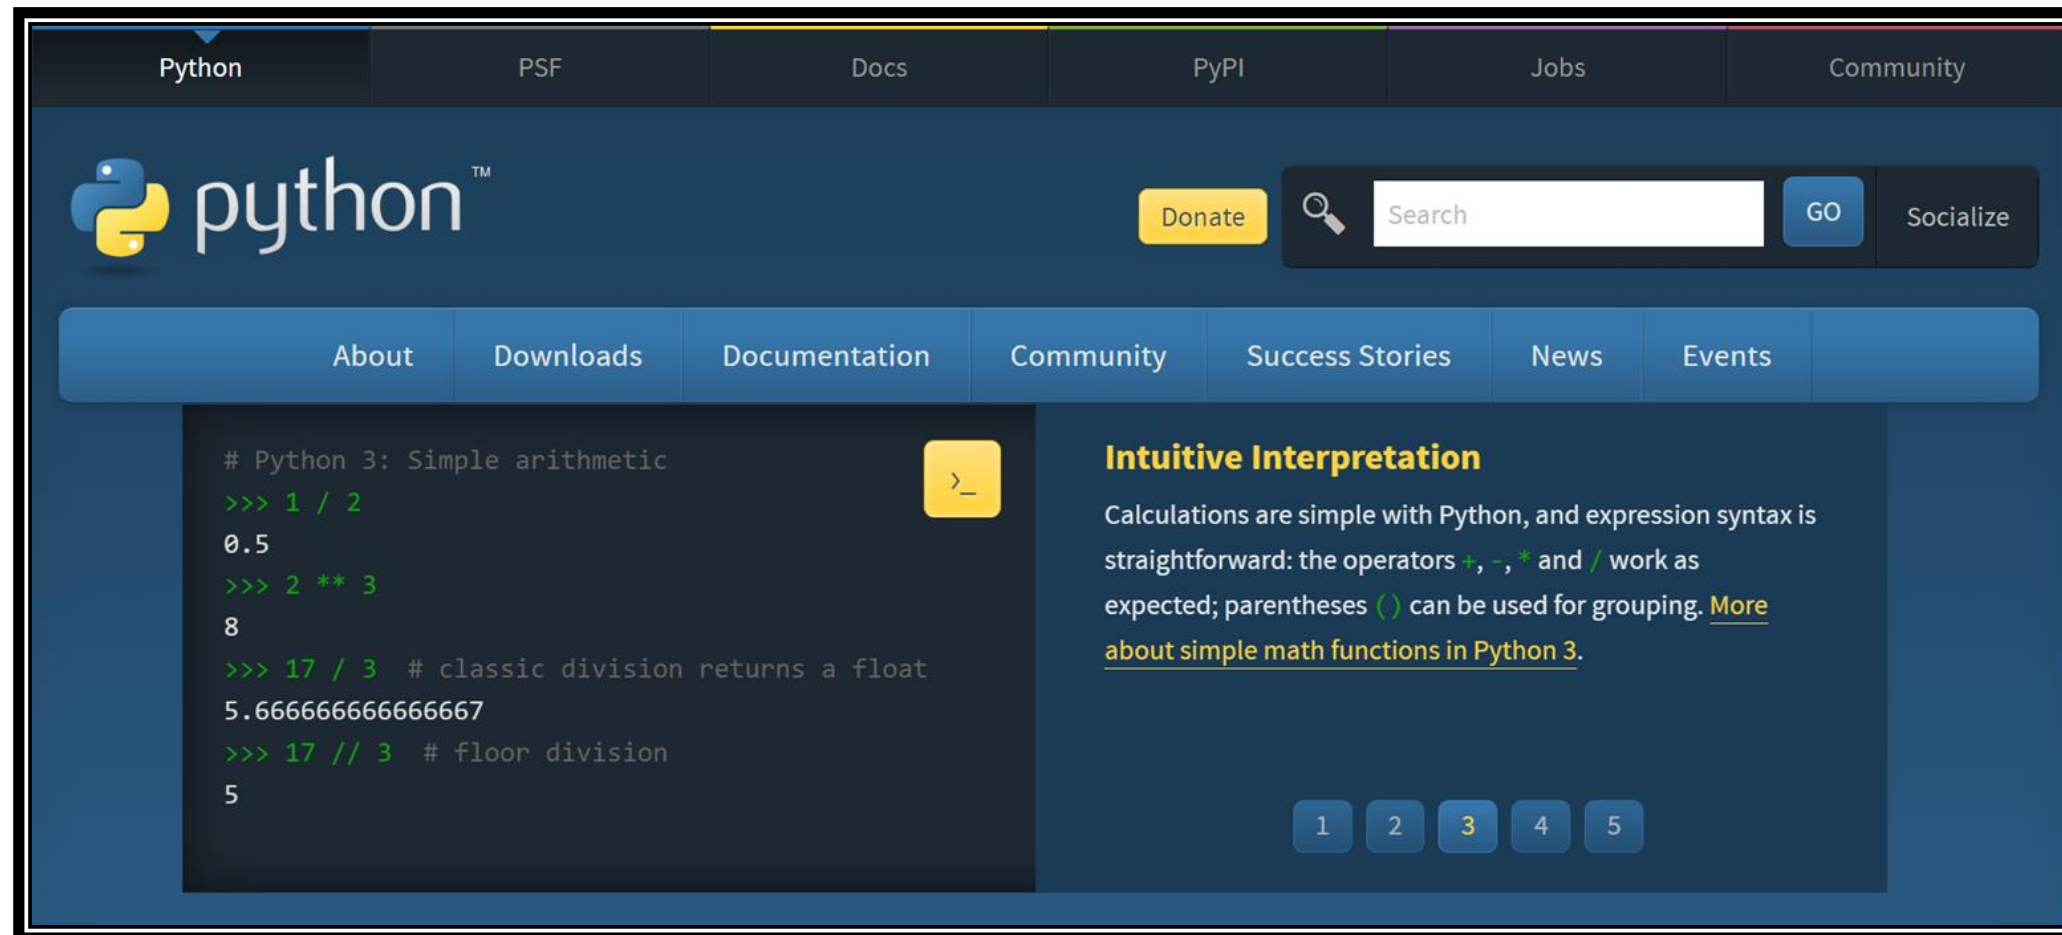 Python PSF Docs PyPI Jobs Community
python™
Donate Search GO Socialize
About Downloads Documentation Community Success Stories News Events
# Python 3: Simple arithmetic
>>> 1 / 2
0.5
>>> 2 ** 3
8
>>> 17 / 3  # classic division returns a float
5.666666666666667
>>> 17 // 3  # floor division
5
>_
Intuitive Interpretation
Calculations are simple with Python, and expression syntax is
straightforward: the operators +, -, * and / work as
expected; parentheses () can be used for grouping. More
about simple math functions in Python 3.
1 2 3 4 5